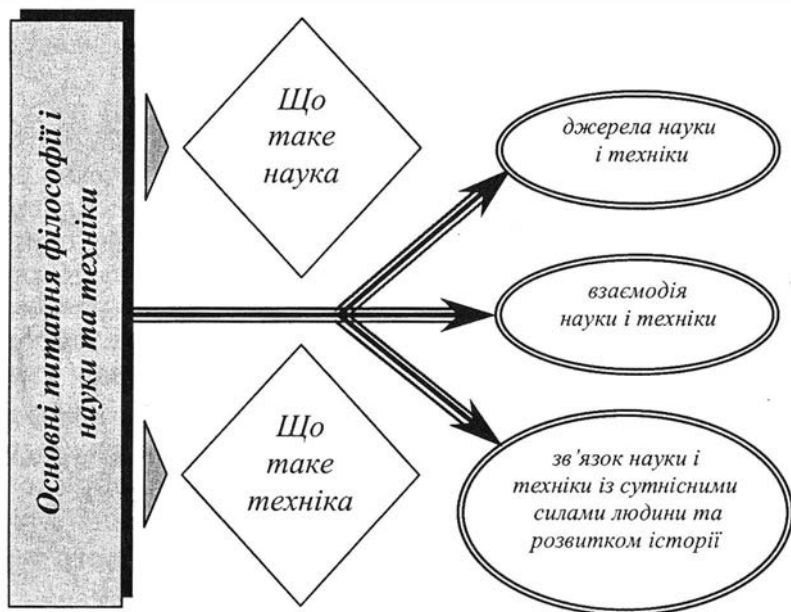 Основні питання філософії і
науки та техніки
Що
таке
наука
Що
таке
техніка
джерела науки
і техніки
взаємодія
науки і техніки
зв’язок науки і
техніки із сутнісними
силами людини та
розвитком історії